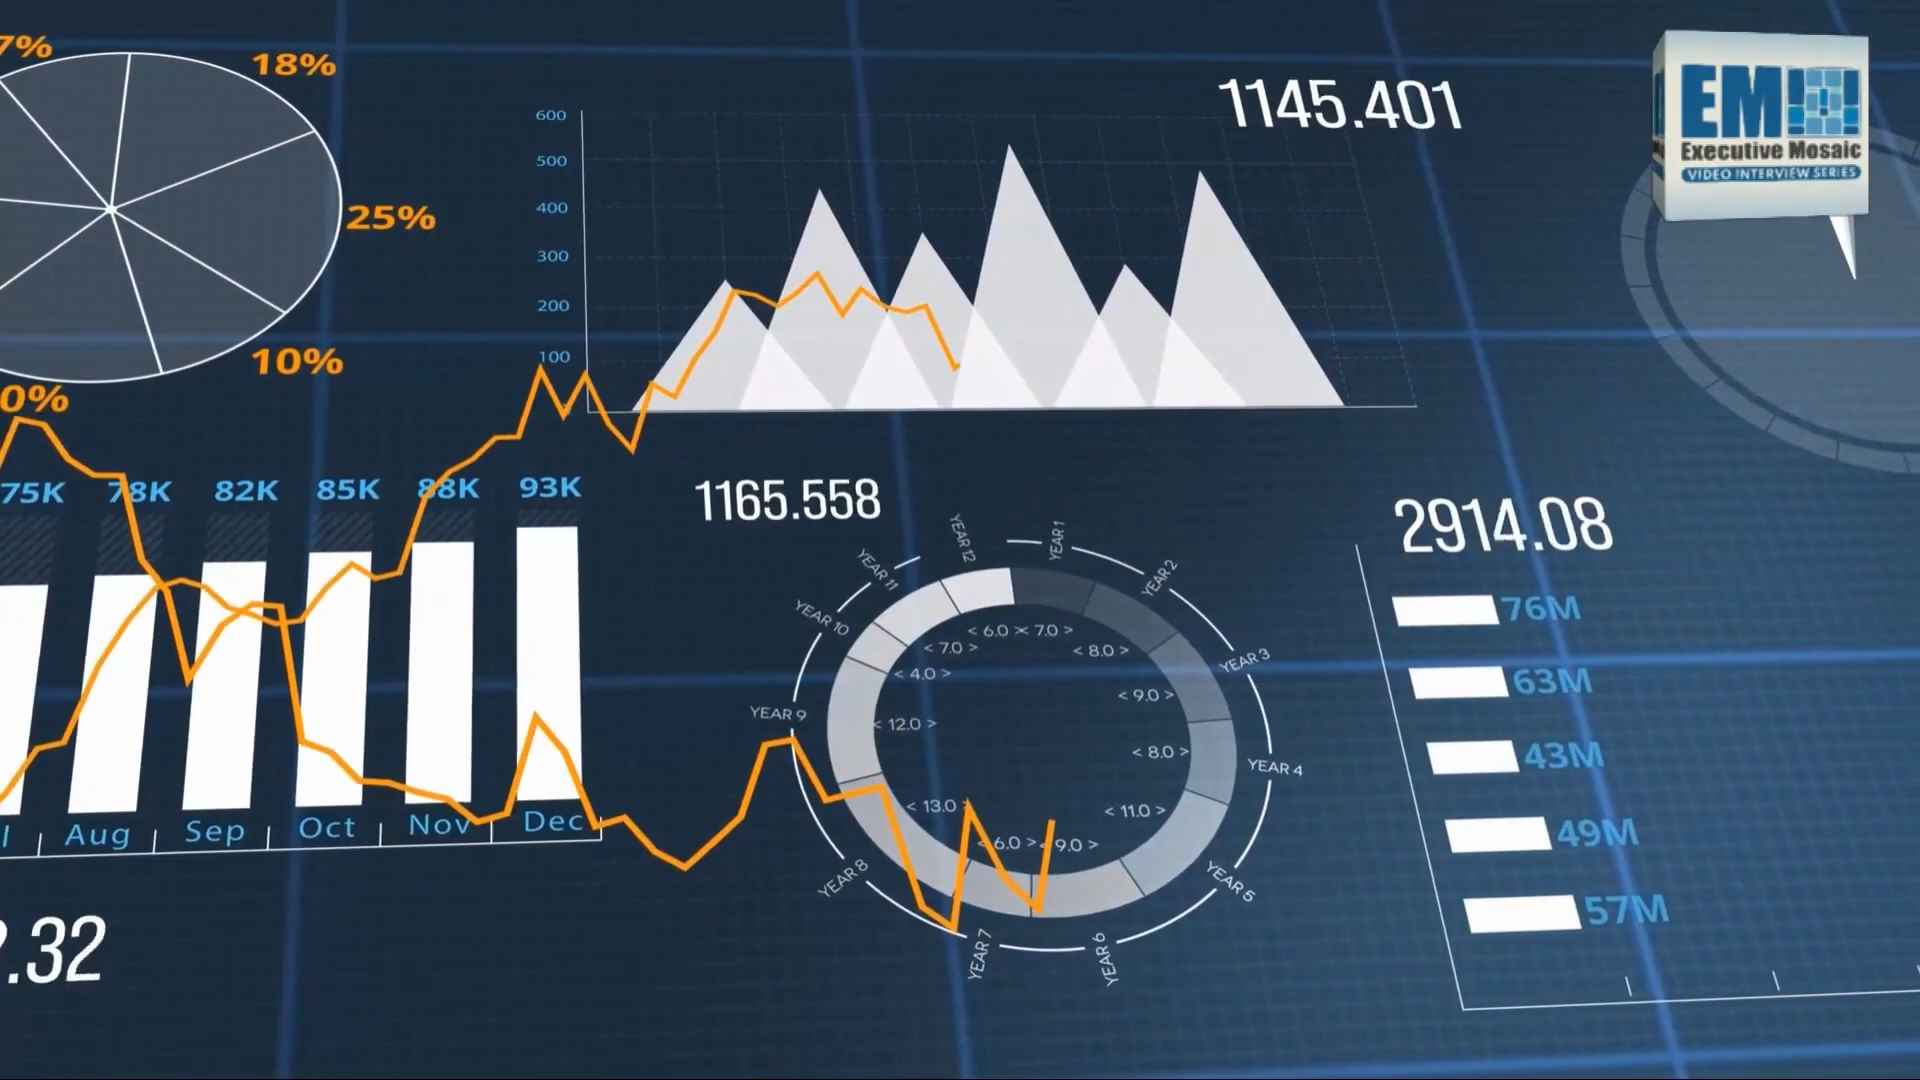 7%
18%
25%
10%
0%
600
500
400
300
200
100
1145.401
EM
Executive Mosaic
VIDEO INTERVIEW SERIES
75K
78K
82K
85K
88K
93K
Aug
Sep
Oct
Nov
Dec
.32
1165.558
YEAR 1
YEAR 2
YEAR 3
YEAR 4
YEAR 5
YEAR 6
YEAR 7
YEAR 8
YEAR 9
YEAR 10
YEAR 11
YEAR 12
< 6.0 >< 7.0 >
< 8.0 >
< 9.0 >
< 8.0 >
< 11.0 >
< 9.0 >
< 6.0 >
< 13.0
< 12.0 >
< 4.0 >
< 7.0 >
2914.08
76M
63M
43M
49M
57M